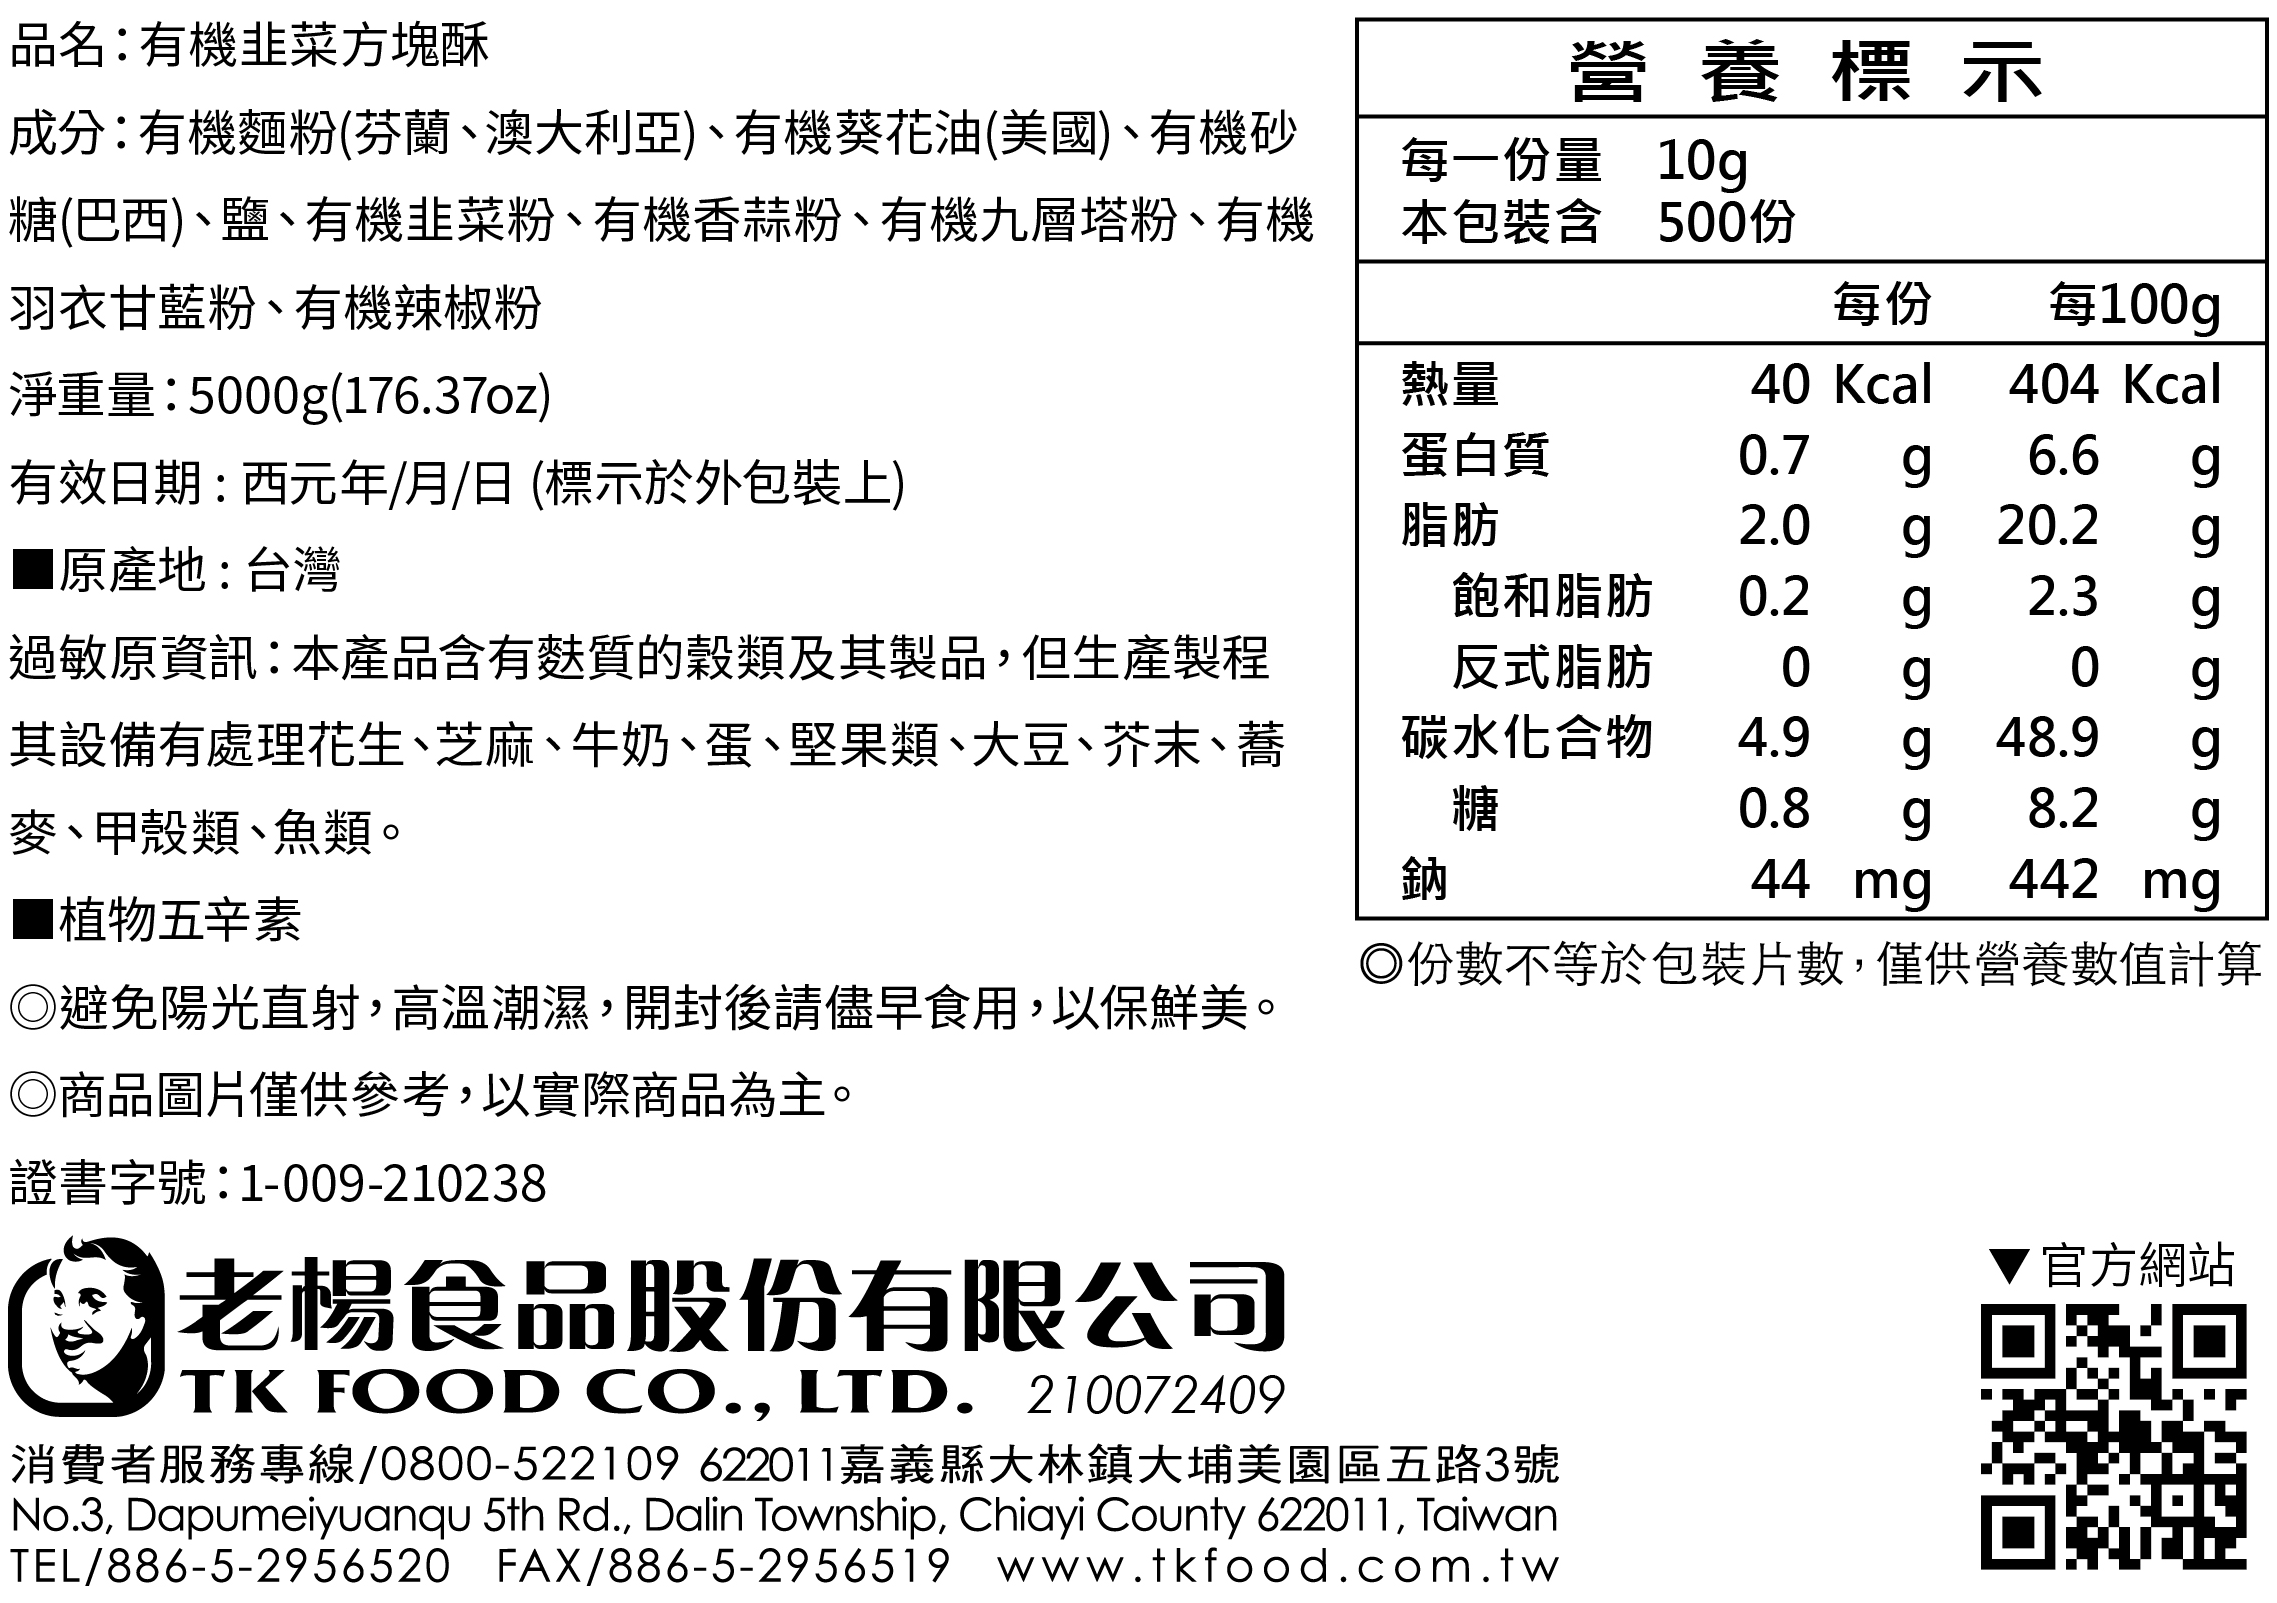 品名：有機韭菜方塊酥
成分：有機麵粉(芬蘭、澳大利亞)、有機葵花油(美國)、有機砂
糖(巴西)、鹽、有機韭菜粉、有機香蒜粉、有機九層塔粉、有機
羽衣甘藍粉、有機辣椒粉
淨重量：5000g(176.37oz)
有效日期 : 西元年/月/日 (標示於外包裝上)
■原產地 : 台灣
過敏原資訊：本產品含有麩質的穀類及其製品，但生產製程
其設備有處理花生、芝麻、牛奶、蛋、堅果類、大豆、芥末、蕎
麥、甲殼類、魚類。
■植物五辛素
◎避免陽光直射，高溫潮濕，開封後請儘早食用，以保鮮美。
◎商品圖片僅供參考，以實際商品為主。
證書字號：1-009-210238
營養標示
每一份量 10g
本包裝含 500份
每份 每100g
熱量 40 Kcal 404 Kcal
蛋白質 0.7 g 6.6 g
脂肪 2.0 g 20.2 g
飽和脂肪 0.2 g 2.3 g
反式脂肪 0 g 0 g
碳水化合物 4.9 g 48.9 g
糖 0.8 g 8.2 g
鈉 44 mg 442 mg
◎份數不等於包裝片數，僅供營養數值計算
老楊食品股份有限公司
TK FOOD CO., LTD. 210072409
消費者服務專線/0800-522109 622011嘉義縣大林鎮大埔美園區五路3號
No.3, Dapumeiyuanqu 5th Rd., Dalin Township, Chiayi County 622011, Taiwan
TEL/886-5-2956520 FAX/886-5-2956519 www.tkfood.com.tw
▼官方網站